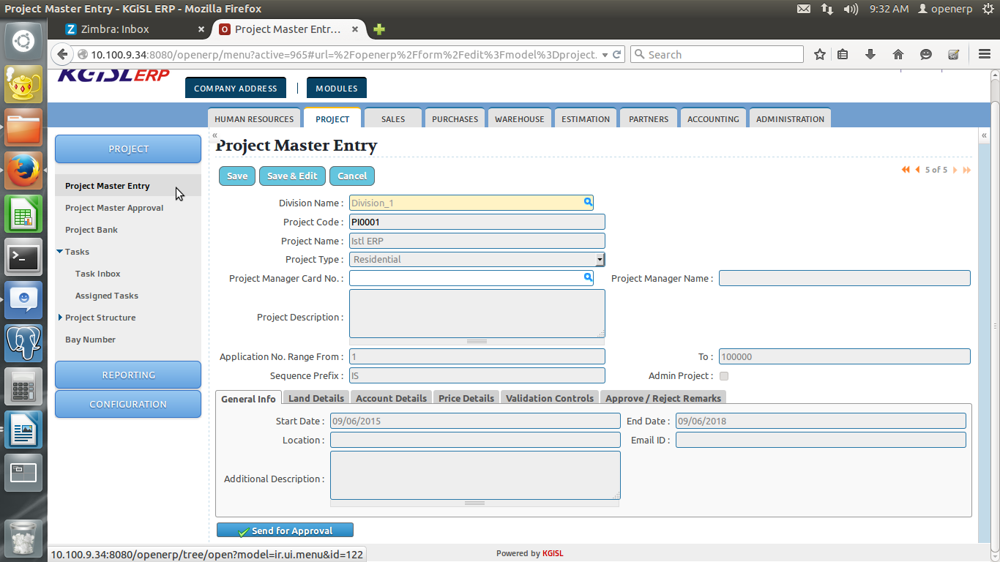 Project Master Entry - KGiSL ERP - Mozilla Firefox
9:32 AM openerp
Zimbra: Inbox
Project Master Entr...
10.100.9.34:8080/openerp/menu?active=965#url=%2Fopenerp%2Fform%2Fedit%3Fmodel%3Dproject.
Search
KGiSL ERP
COMPANY ADDRESS | MODULES
HUMAN RESOURCES PROJECT SALES PURCHASES WAREHOUSE ESTIMATION PARTNERS ACCOUNTING ADMINISTRATION
PROJECT
Project Master Entry
Project Master Approval
Project Bank
Tasks
Task Inbox
Assigned Tasks
Project Structure
Bay Number
REPORTING
CONFIGURATION
« Project Master Entry «
Save Save & Edit Cancel 5 of 5
Division Name : Division_1
Project Code : PI0001
Project Name : Istl ERP
Project Type : Residential
Project Manager Card No. : Project Manager Name :
Project Description :
Application No. Range From : 1 To : 100000
Sequence Prefix : IS Admin Project :
General Info Land Details Account Details Price Details Validation Controls Approve / Reject Remarks
Start Date : 09/06/2015 End Date : 09/06/2018
Location : Email ID :
Additional Description :
Send for Approval
10.100.9.34:8080/openerp/tree/open?model=ir.ui.menu&id=122
Powered by KGISL